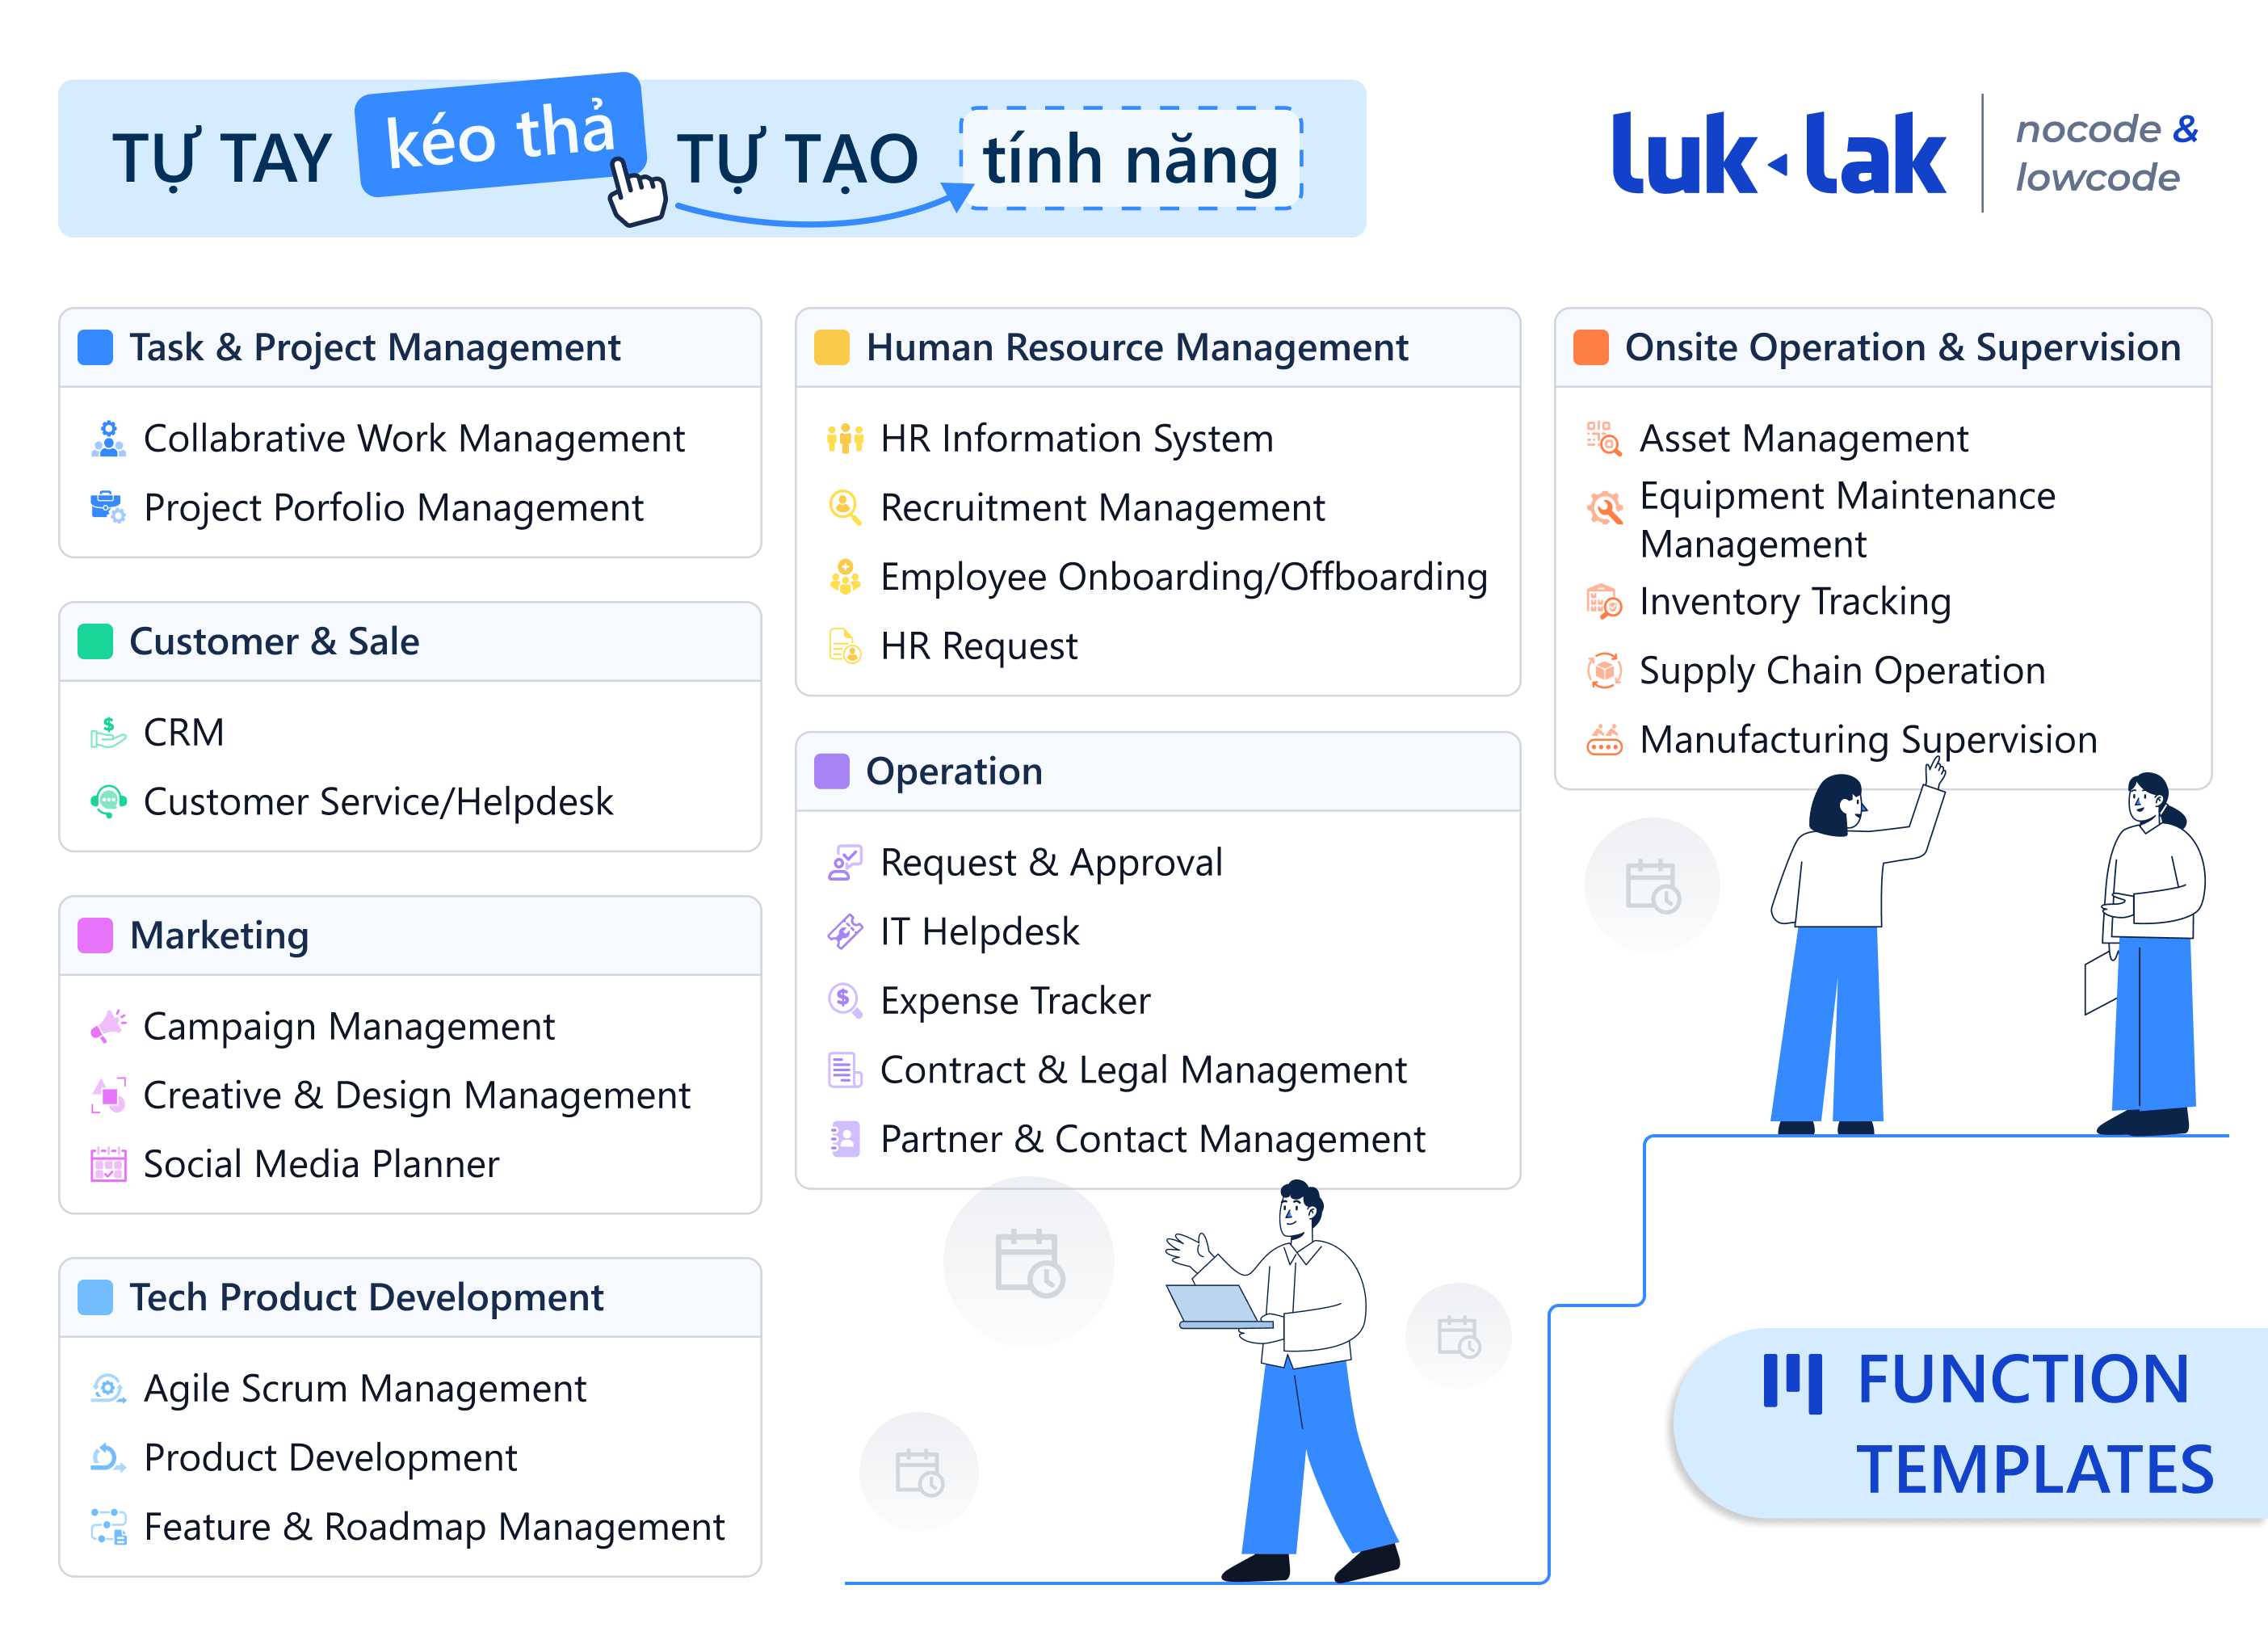 TỰ TAY kéo thả TỰ TẠO tính năng
luk lak
nocode &
lowcode
Task & Project Management
Collabrative Work Management
Project Porfolio Management
Customer & Sale
CRM
Customer Service/Helpdesk
Marketing
Campaign Management
Creative & Design Management
Social Media Planner
Tech Product Development
Agile Scrum Management
Product Development
Feature & Roadmap Management
Human Resource Management
HR Information System
Recruitment Management
Employee Onboarding/Offboarding
HR Request
Operation
Request & Approval
IT Helpdesk
Expense Tracker
Contract & Legal Management
Partner & Contact Management
Onsite Operation & Supervision
Asset Management
Equipment Maintenance
Management
Inventory Tracking
Supply Chain Operation
Manufacturing Supervision
FUNCTION
TEMPLATES